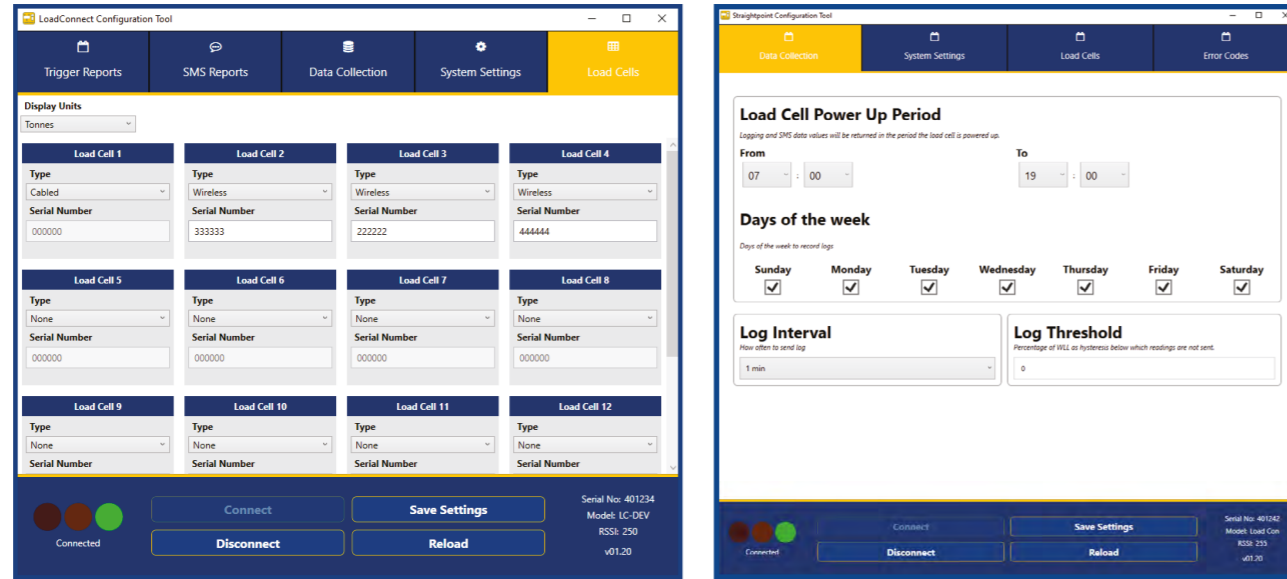 LoadConnect Configuration Tool
Trigger Reports SMS Reports Data Collection System Settings Load Cells
Display Units
Tonnes
Load Cell 1 Load Cell 2 Load Cell 3 Load Cell 4
Type Type Type Type
Cabled Wireless Wireless Wireless
Serial Number Serial Number Serial Number Serial Number
000000 333333 222222 444444
Load Cell 5 Load Cell 6 Load Cell 7 Load Cell 8
Type Type Type Type
None None None None
Serial Number Serial Number Serial Number Serial Number
000000 000000 000000 000000
Load Cell 9 Load Cell 10 Load Cell 11 Load Cell 12
Type Type Type Type
None None None None
Serial Number Serial Number Serial Number Serial Number
Connected
Connect Save Settings
Disconnect Reload
Serial No: 401234
Model: LC-DEV
RSSI: 250
v01.20
Straightpoint Configuration Tool
Data Collection System Settings Load Cells Error Codes
Load Cell Power Up Period
Logging and SMS data values will be returned in the period the load cell is powered up.
From To
07 : 00 19 : 00
Days of the week
Days of the week to record logs
Sunday Monday Tuesday Wednesday Thursday Friday Saturday
Log Interval
How often to send log
1 min
Log Threshold
Percentage of WLL as hysteresis below which readings are not sent.
0
Connected
Connect Save Settings
Disconnect Reload
Serial No: 401242
Model: Load Con
RSSI: 255
v01.20